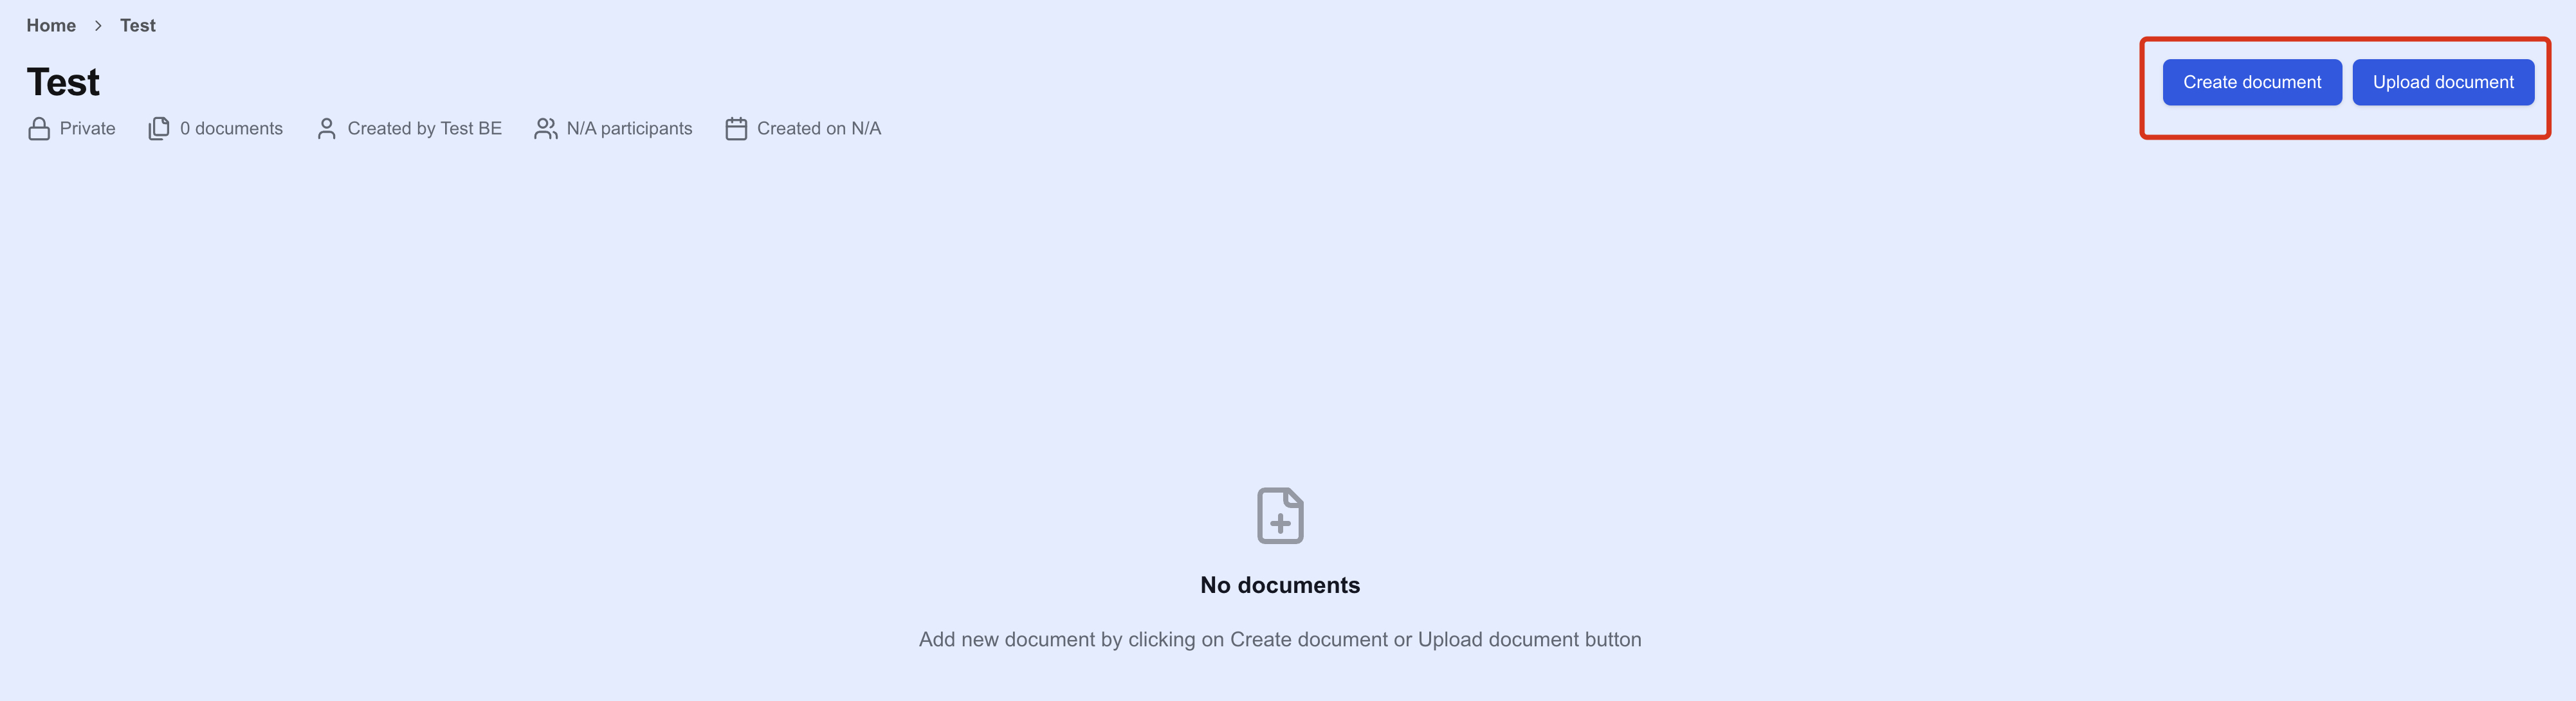 Home > Test
Test
Create document Upload document
Private 0 documents Created by Test BE N/A participants Created on N/A
No documents
Add new document by clicking on Create document or Upload document button